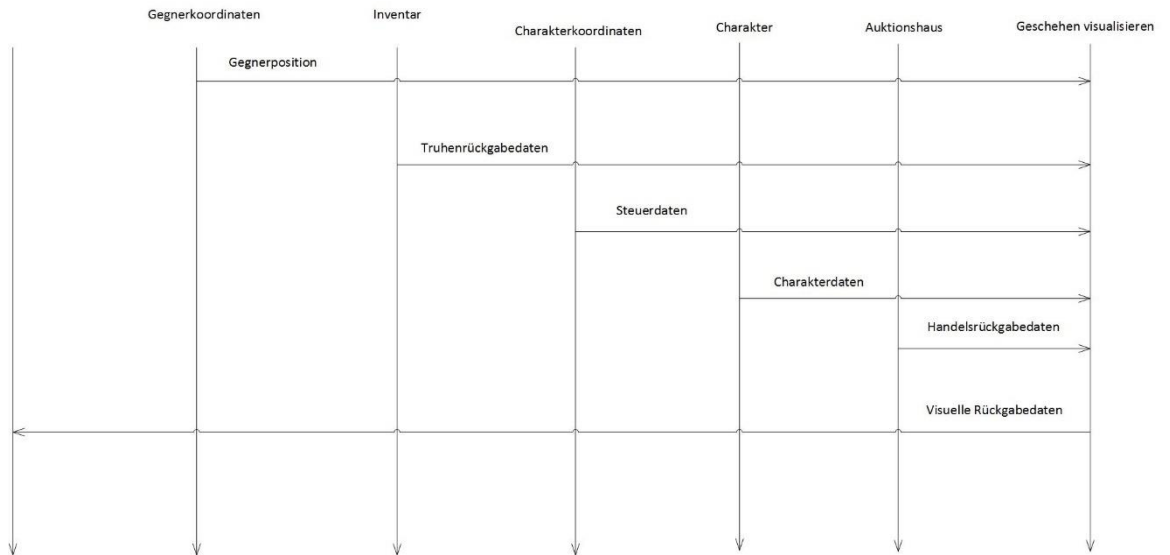 Gegnerkoordinaten
Inventar
Charakterkoordinaten
Charakter
Auktionshaus
Geschehen visualisieren
Gegnerposition
Truhenrückgabedaten
Steuerdaten
Charakterdaten
Handelsrückgabedaten
Visuelle Rückgabedaten